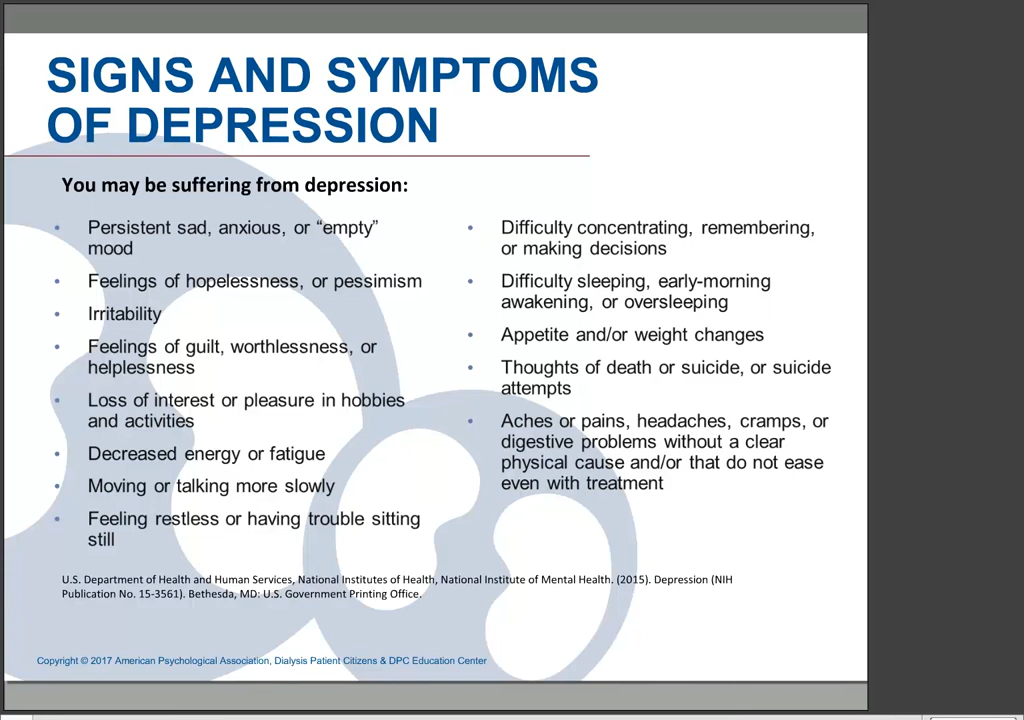 SIGNS AND SYMPTOMS
OF DEPRESSION
You may be suffering from depression:
• Persistent sad, anxious, or “empty”
mood
• Feelings of hopelessness, or pessimism
• Irritability
• Feelings of guilt, worthlessness, or
helplessness
• Loss of interest or pleasure in hobbies
and activities
• Decreased energy or fatigue
• Moving or talking more slowly
• Feeling restless or having trouble sitting
still
• Difficulty concentrating, remembering,
or making decisions
• Difficulty sleeping, early-morning
awakening, or oversleeping
• Appetite and/or weight changes
• Thoughts of death or suicide, or suicide
attempts
• Aches or pains, headaches, cramps, or
digestive problems without a clear
physical cause and/or that do not ease
even with treatment
U.S. Department of Health and Human Services, National Institutes of Health, National Institute of Mental Health. (2015). Depression (NIH
Publication No. 15-3561). Bethesda, MD: U.S. Government Printing Office.
Copyright © 2017 American Psychological Association, Dialysis Patient Citizens & DPC Education Center